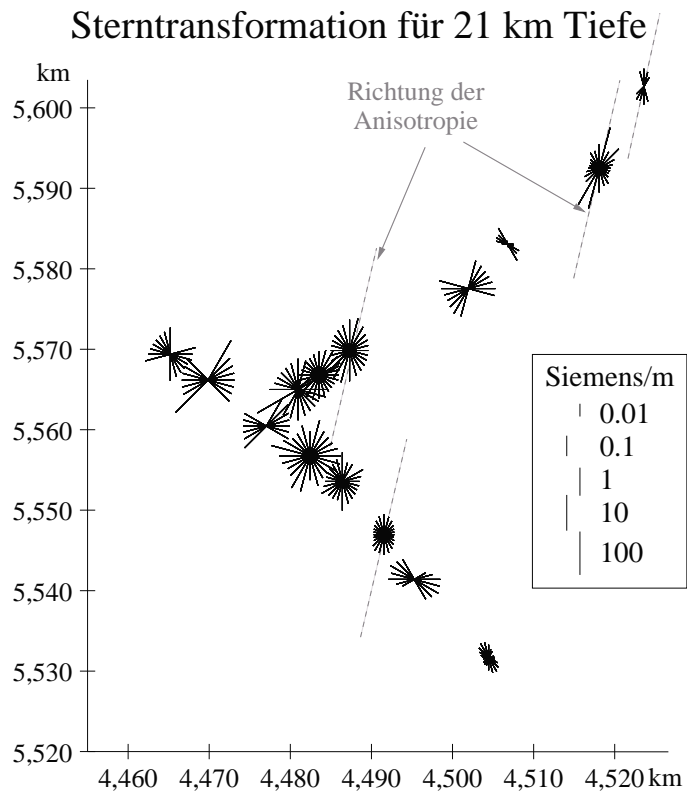 Sterntransformation für 21 km Tiefe
km
Richtung der
Anisotropie
5,600
5,590
5,580
5,570
5,560
5,550
5,540
5,530
5,520
Siemens/m
0.01
0.1
1
10
100
4,460 4,470 4,480 4,490 4,500 4,510 4,520 km